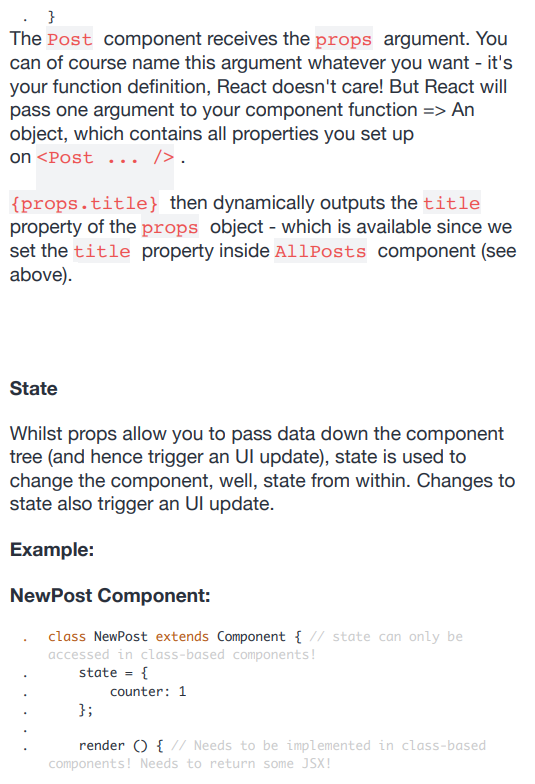 . }
The Post component receives the props argument. You
can of course name this argument whatever you want - it's
your function definition, React doesn't care! But React will
pass one argument to your component function => An
object, which contains all properties you set up
on <Post ... /> .
{props.title} then dynamically outputs the title
property of the props object - which is available since we
set the title property inside AllPosts component (see
above).
State
Whilst props allow you to pass data down the component
tree (and hence trigger an UI update), state is used to
change the component, well, state from within. Changes to
state also trigger an UI update.
Example:
NewPost Component:
. class NewPost extends Component { // state can only be
accessed in class-based components!
. state = {
. counter: 1
. };
.
. render () { // Needs to be implemented in class-based
components! Needs to return some JSX!